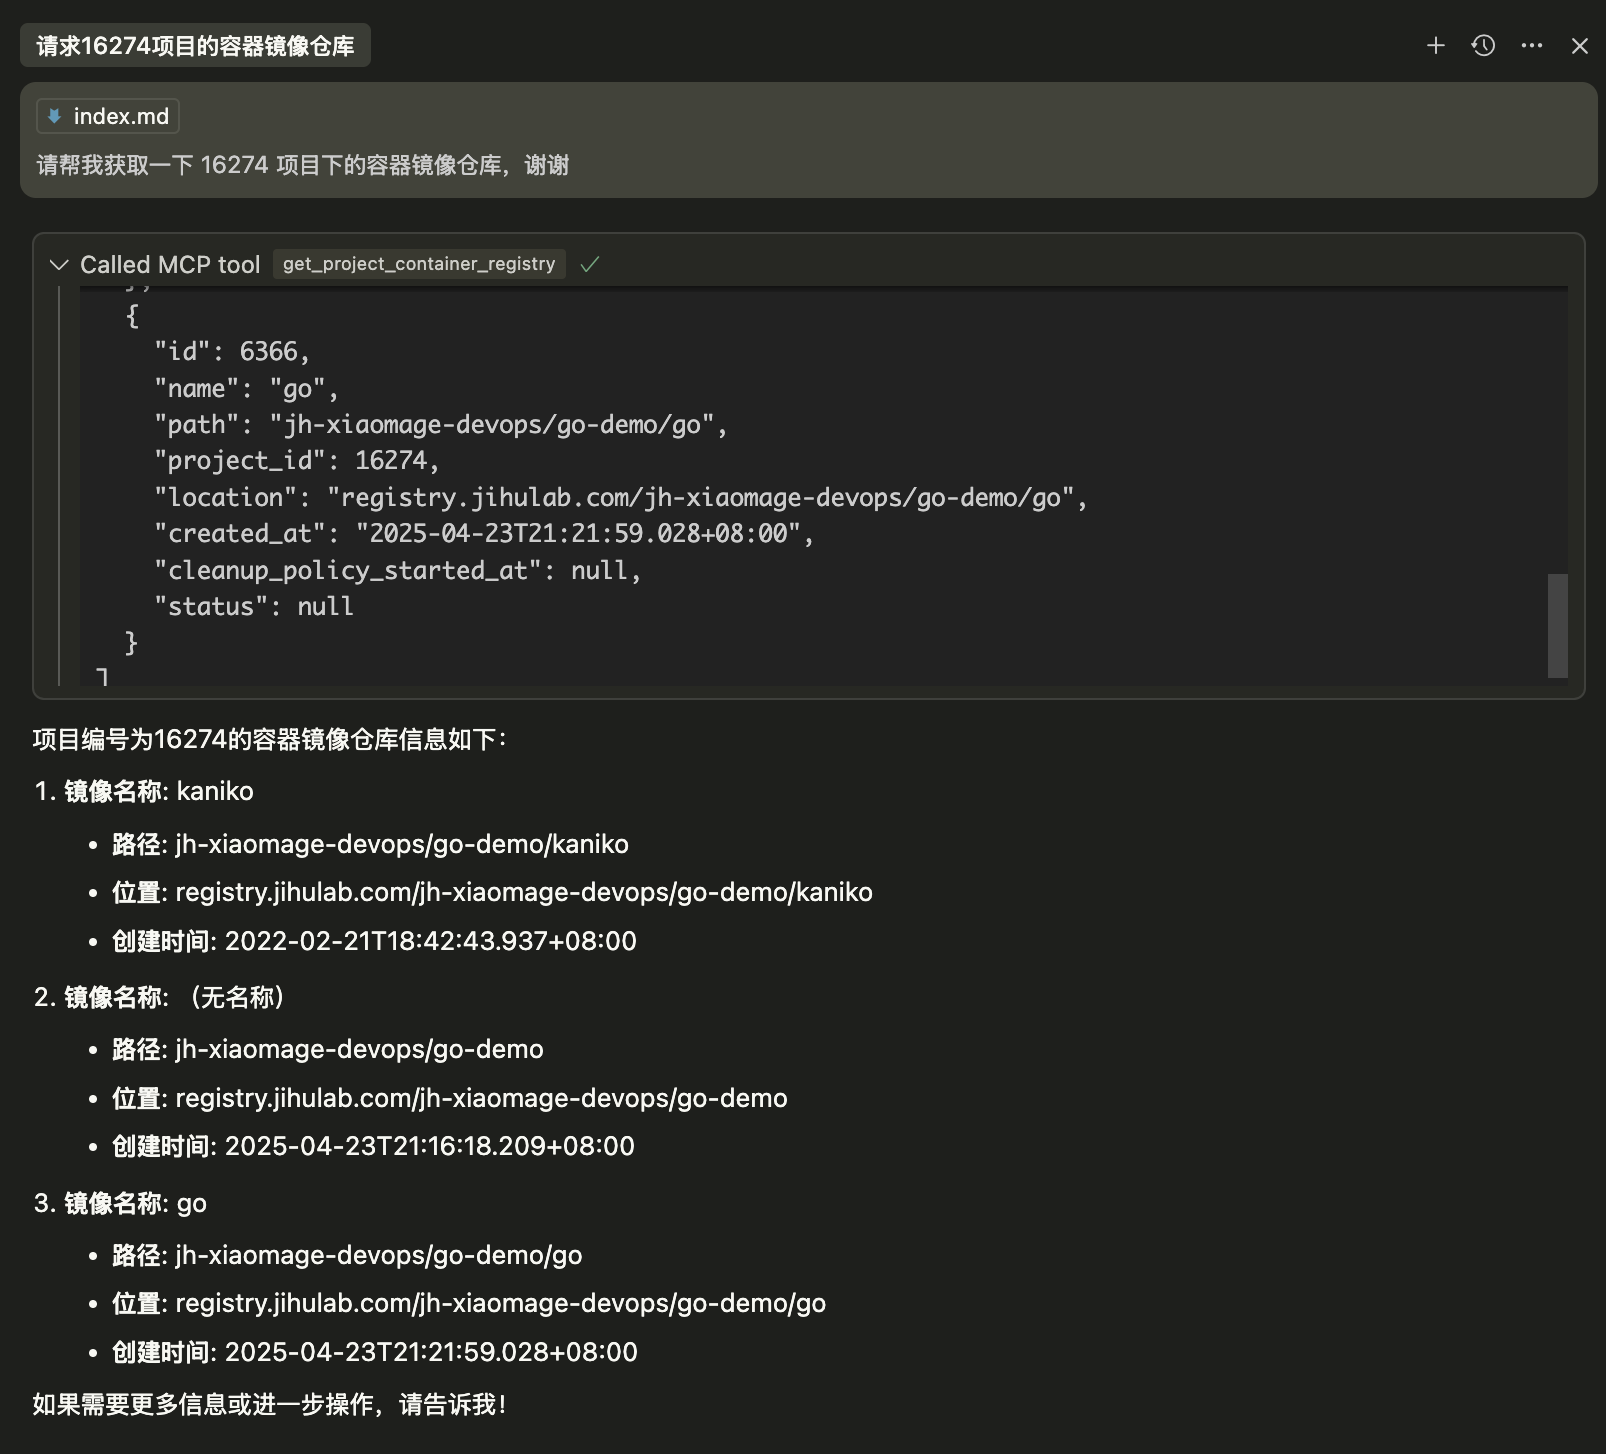 请求16274项目的容器镜像仓库
index.md
请帮我获取一下 16274 项目下的容器镜像仓库，谢谢
Called MCP tool get_project_container_registry
},
{
"id": 6366,
"name": "go",
"path": "jh-xiaomage-devops/go-demo/go",
"project_id": 16274,
"location": "registry.jihulab.com/jh-xiaomage-devops/go-demo/go",
"created_at": "2025-04-23T21:21:59.028+08:00",
"cleanup_policy_started_at": null,
"status": null
}
]
项目编号为16274的容器镜像仓库信息如下：
1. 镜像名称: kaniko
• 路径: jh-xiaomage-devops/go-demo/kaniko
• 位置: registry.jihulab.com/jh-xiaomage-devops/go-demo/kaniko
• 创建时间: 2022-02-21T18:42:43.937+08:00
2. 镜像名称: （无名称）
• 路径: jh-xiaomage-devops/go-demo
• 位置: registry.jihulab.com/jh-xiaomage-devops/go-demo
• 创建时间: 2025-04-23T21:16:18.209+08:00
3. 镜像名称: go
• 路径: jh-xiaomage-devops/go-demo/go
• 位置: registry.jihulab.com/jh-xiaomage-devops/go-demo/go
• 创建时间: 2025-04-23T21:21:59.028+08:00
如果需要更多信息或进一步操作，请告诉我！